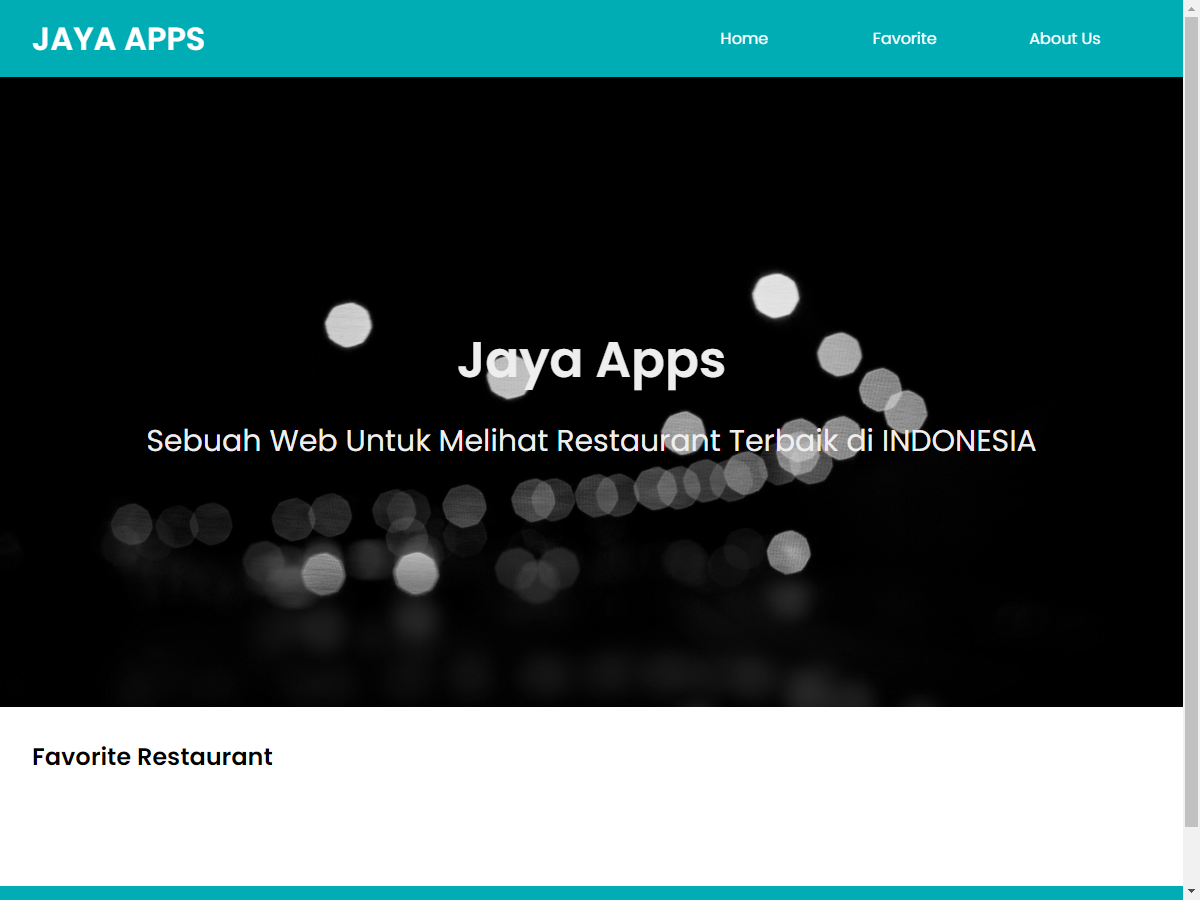 JAYA APPS
Home
Favorite
About Us
Jaya Apps
Sebuah Web Untuk Melihat Restaurant Terbaik di INDONESIA
Favorite Restaurant